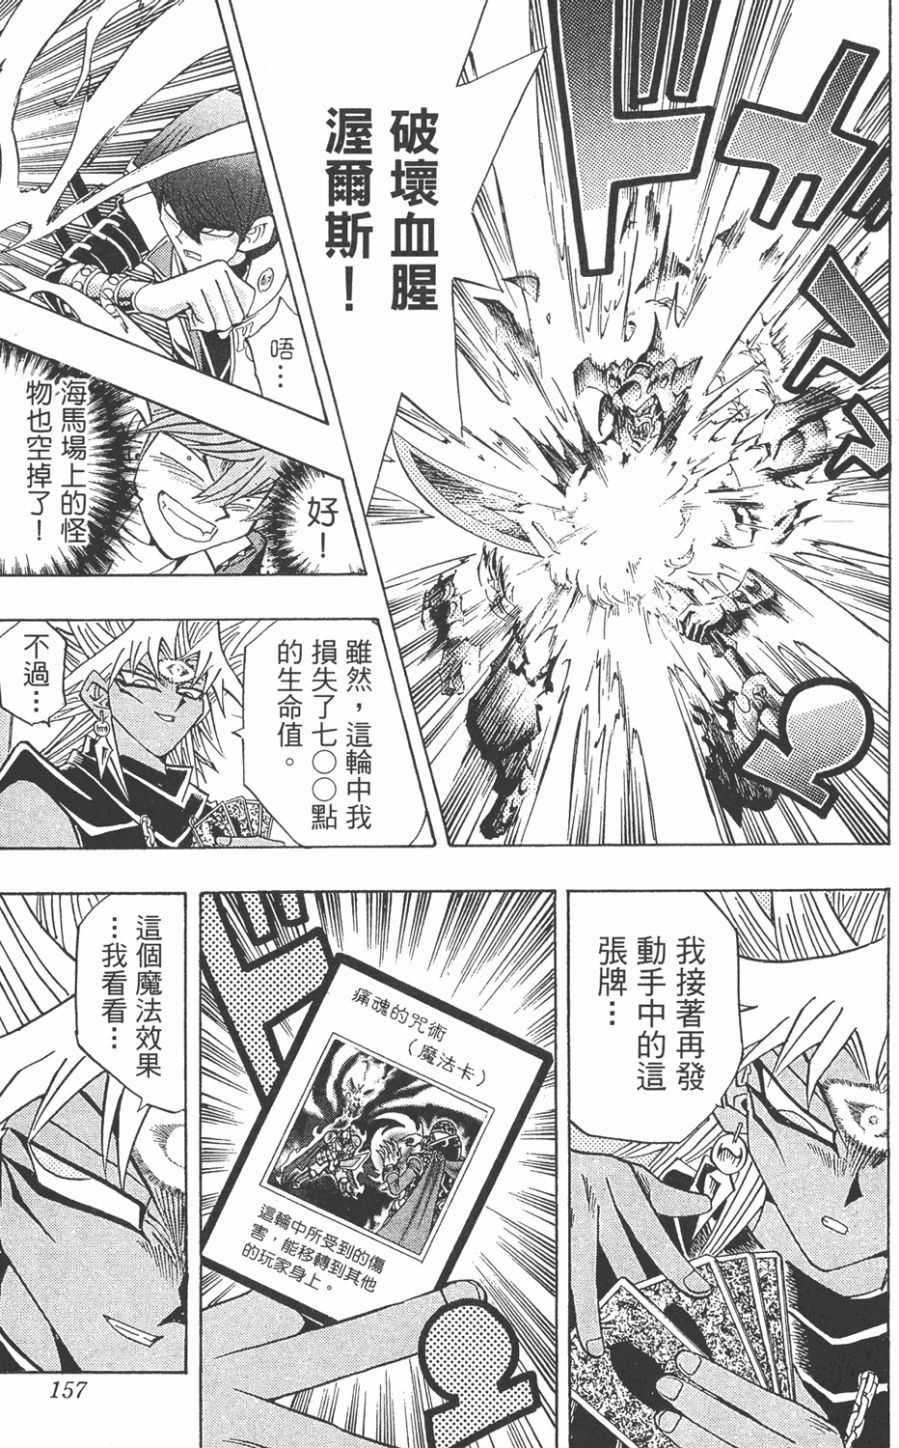 破壞血腥
渥爾斯！
唔…
好！
海馬場上的怪
物也空掉了！
雖然，這輪中我
損失了七〇〇點
的生命值。
不過…
我接著再發
動手中的這
張牌…
痛魂的咒術
（魔法卡）
這輪中所受到的傷
害，能移轉到其他
的玩家身上。
這個魔法效果
…我看看…
157